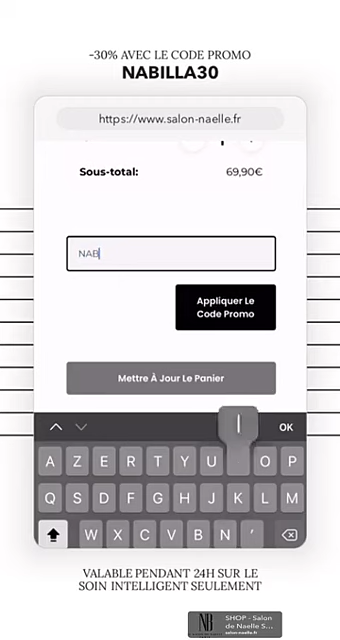 -30% AVEC LE CODE PROMO
NABILLA30
https://www.salon-naelle.fr
Sous-total: 69,90€
NAB
Appliquer Le
Code Promo
Mettre À Jour Le Panier
I
OK
A Z E R T Y U O P
Q S D F G H J K L M
W X C V B N '
VALABLE PENDANT 24H SUR LE
SOIN INTELLIGENT SEULEMENT
NB
SHOP - Salon
de Naelle S...
salon-naelle.fr